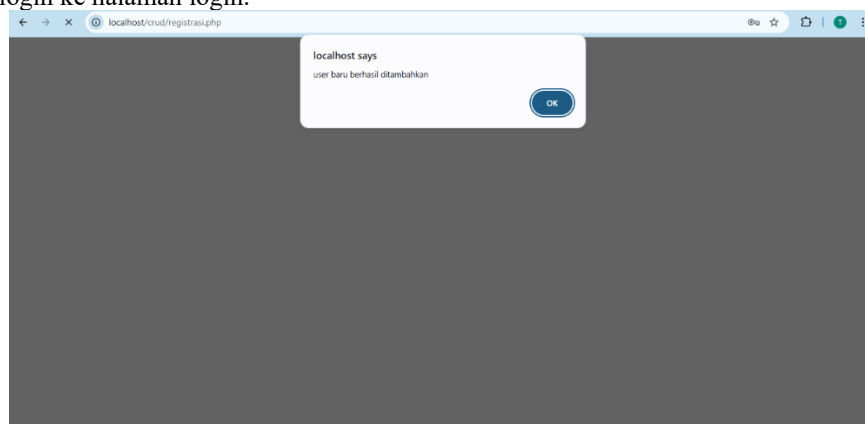 login ke halaman login.
localhost/crud/registrasi.php
localhost says
user baru berhasil ditambahkan
OK